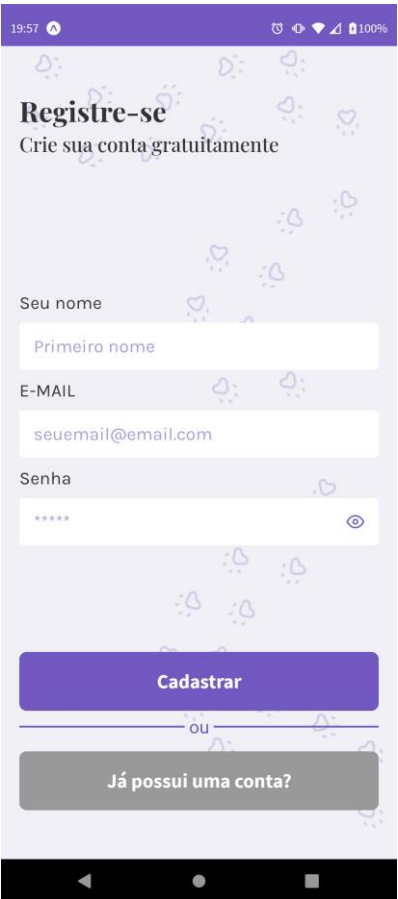 19:57
100%
Registre-se
Crie sua conta gratuitamente
Seu nome
Primeiro nome
E-MAIL
seuemail@email.com
Senha
*****
Cadastrar
ou
Já possui uma conta?